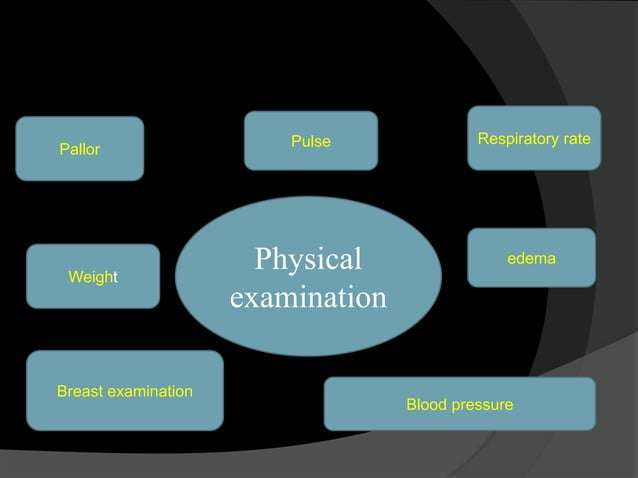 Pallor
Pulse
Respiratory rate
Physical
examination
Weight
edema
Breast examination
Blood pressure